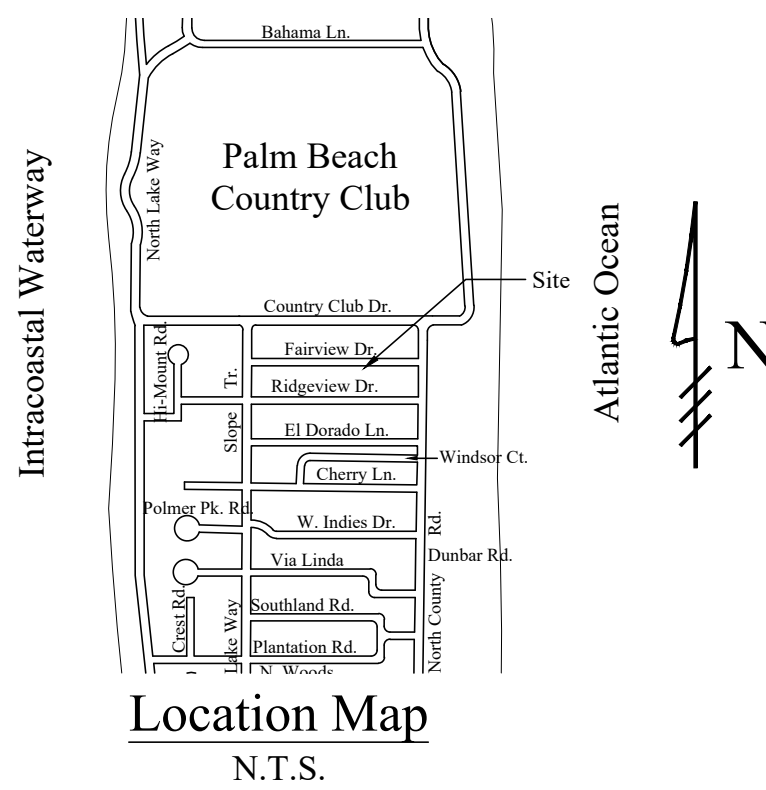 Bahama Ln.
Palm Beach
Country Club
North Lake Way
Intracoastal Waterway
Atlantic Ocean
Site
N
Country Club Dr.
Hi-Mount Rd.
Fairview Dr.
Ridgeview Dr.
Slope Tr.
El Dorado Ln.
Windsor Ct.
Cherry Ln.
Polmer Pk. Rd.
W. Indies Dr.
Dunbar Rd.
Via Linda
North County Rd.
Crest Rd.
Southland Rd.
Lake Way
Plantation Rd.
N. Woods
Location Map
N.T.S.